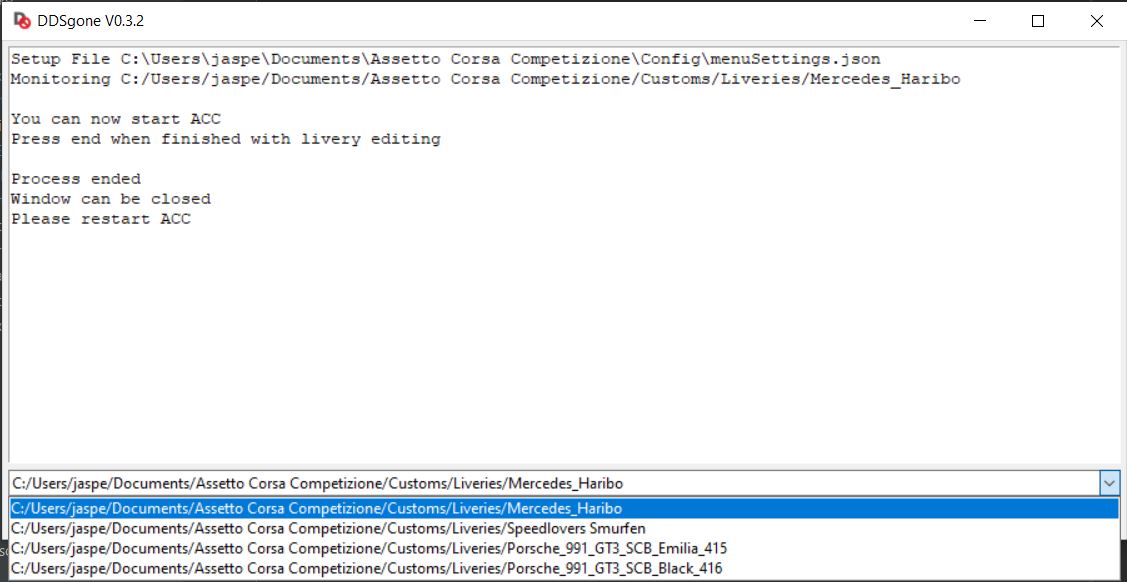 DDSgone V0.3.2
Setup File C:\Users\jaspe\Documents\Assetto Corsa Competizione\Config\menuSettings.json
Monitoring C:/Users/jaspe/Documents/Assetto Corsa Competizione/Customs/Liveries/Mercedes_Haribo
You can now start ACC
Press end when finished with livery editing
Process ended
Window can be closed
Please restart ACC
C:/Users/jaspe/Documents/Assetto Corsa Competizione/Customs/Liveries/Mercedes_Haribo
C:/Users/jaspe/Documents/Assetto Corsa Competizione/Customs/Liveries/Mercedes_Haribo
C:/Users/jaspe/Documents/Assetto Corsa Competizione/Customs/Liveries/Speedlovers Smurfen
C:/Users/jaspe/Documents/Assetto Corsa Competizione/Customs/Liveries/Porsche_991_GT3_SCB_Emilia_415
C:/Users/jaspe/Documents/Assetto Corsa Competizione/Customs/Liveries/Porsche_991_GT3_SCB_Black_416